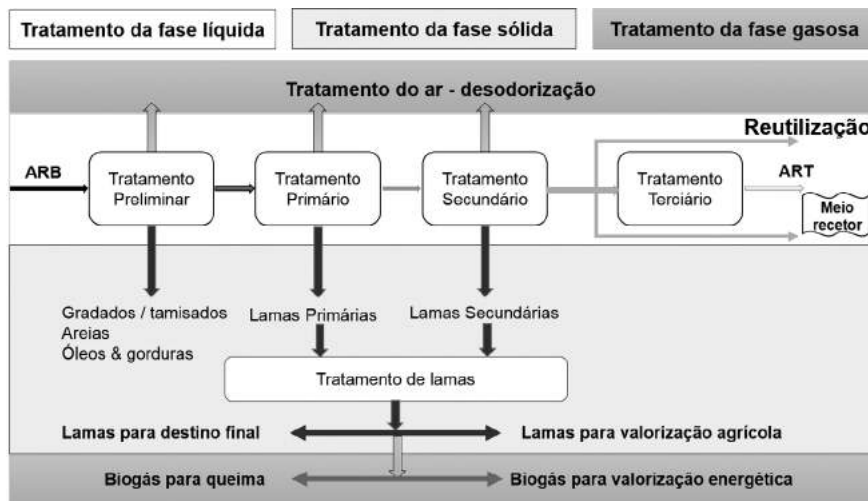 Tratamento da fase líquida
Tratamento da fase sólida
Tratamento da fase gasosa
Tratamento do ar - desodorização
Reutilização
ARB
Tratamento
Preliminar
Tratamento
Primário
Tratamento
Secundário
Tratamento
Terciário
ART
Meio
recetor
Gradados / tamisados
Areias
Óleos & gorduras
Lamas Primárias
Lamas Secundárias
Tratamento de lamas
Lamas para destino final
Lamas para valorização agrícola
Biogás para queima
Biogás para valorização energética